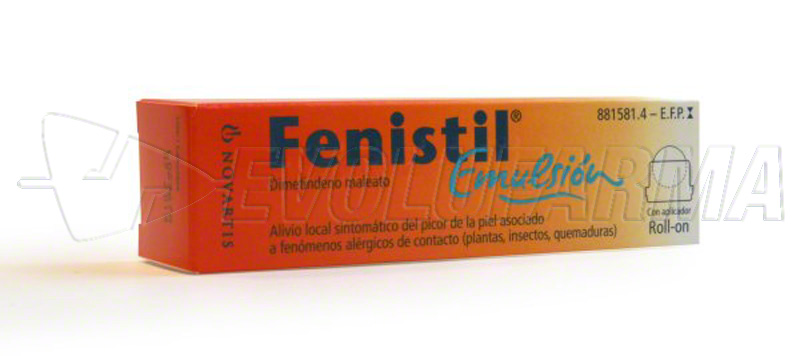 881581.4 – E.F.P.
Fenistil®
Emulsión
Dimetindeno maleato
NOVARTIS
Alivio local sintomático del picor de la piel asociado
a fenómenos alérgicos de contacto (plantas, insectos, quemaduras)
Con aplicador
Roll-on
EVOLUFARMA